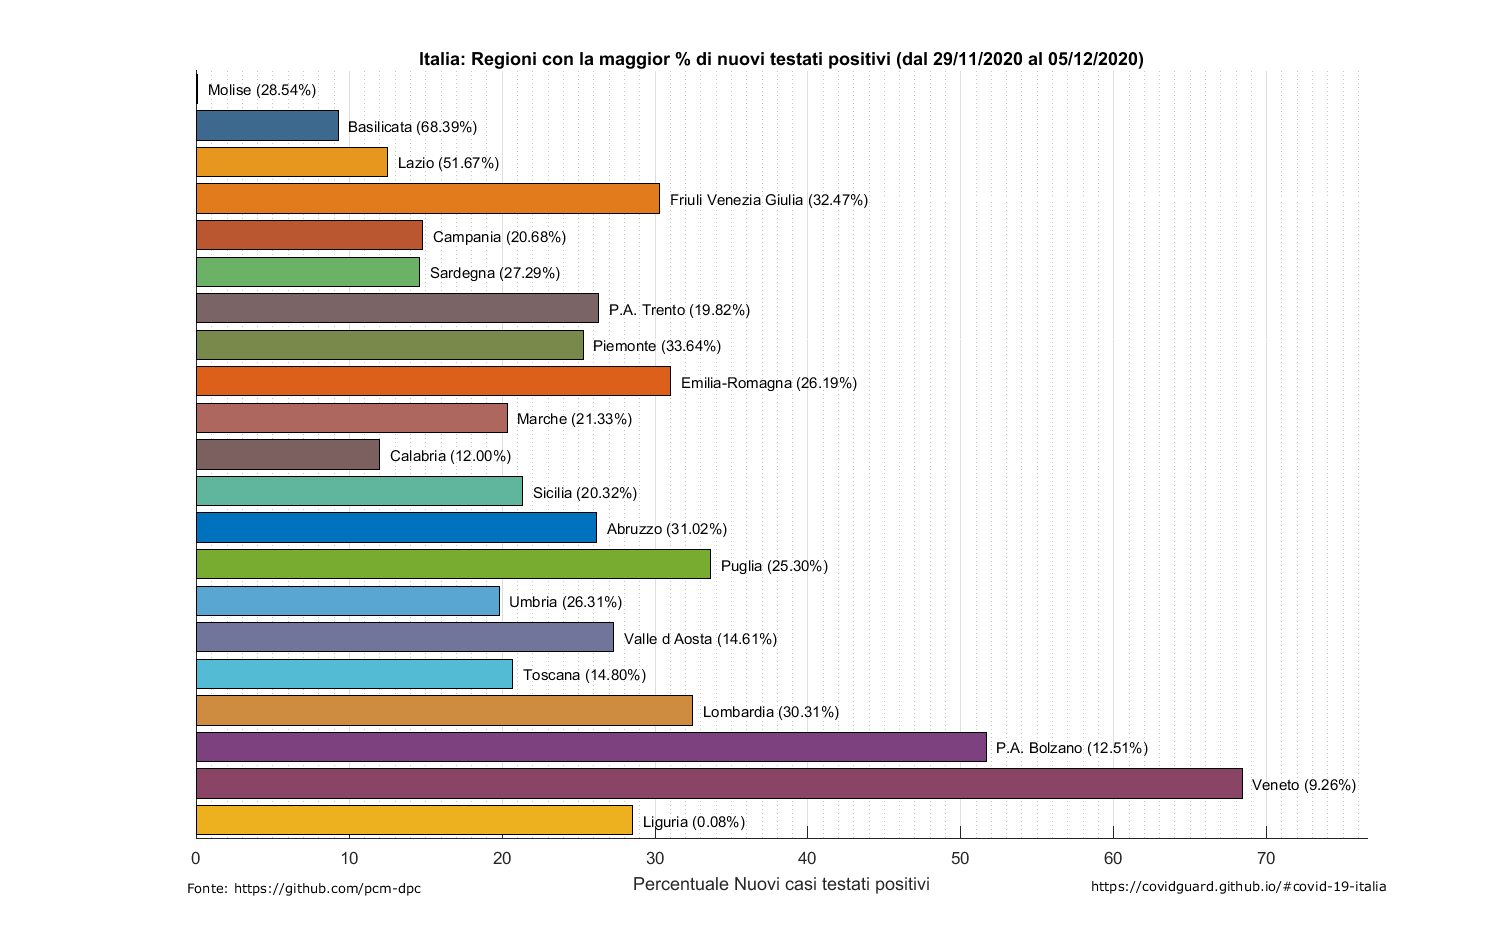 Italia: Regioni con la maggior % di nuovi testati positivi (dal 29/11/2020 al 05/12/2020)
Molise (28.54%)
Basilicata (68.39%)
Lazio (51.67%)
Friuli Venezia Giulia (32.47%)
Campania (20.68%)
Sardegna (27.29%)
P.A. Trento (19.82%)
Piemonte (33.64%)
Emilia-Romagna (26.19%)
Marche (21.33%)
Calabria (12.00%)
Sicilia (20.32%)
Abruzzo (31.02%)
Puglia (25.30%)
Umbria (26.31%)
Valle d Aosta (14.61%)
Toscana (14.80%)
Lombardia (30.31%)
P.A. Bolzano (12.51%)
Veneto (9.26%)
Liguria (0.08%)
0 10 20 30 40 50 60 70
Percentuale Nuovi casi testati positivi
Fonte: https://github.com/pcm-dpc
https://covidguard.github.io/#covid-19-italia